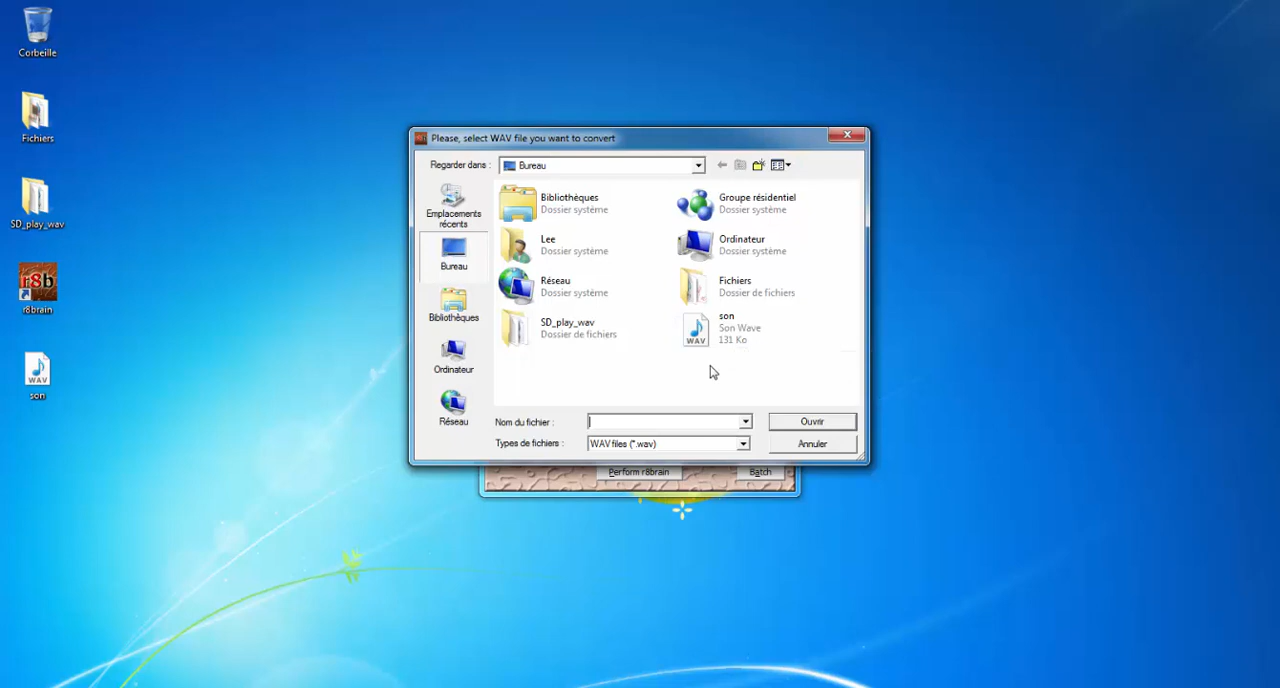 Corbeille
Fichiers
SD_play_wav
r8b
r8brain
WAV
son
Please, select WAV file you want to convert
Regarder dans :
Bureau
Emplacements
récents
Bureau
Bibliothèques
Ordinateur
Réseau
Bibliothèques
Dossier système
Groupe résidentiel
Dossier système
Lee
Dossier système
Ordinateur
Dossier système
Réseau
Dossier système
Fichiers
Dossier de fichiers
SD_play_wav
Dossier de fichiers
WAV
son
Son Wave
131 Ko
Nom du fichier :
Ouvrir
Types de fichiers :
WAV files (*.wav)
Annuler
Perform r8brain
Batch